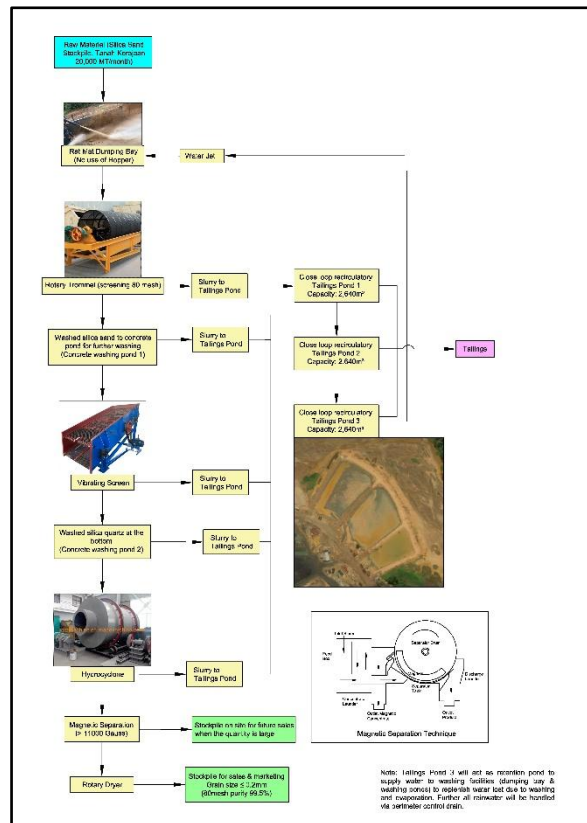 Raw Material (Silica Sand
Stockpile, Tanah Kerajaan
20,000 MT/month)
Rat Mat Dumping Bay
(No use of Hopper)
Water Jet
Rotary Trommel (screening 80 mesh)
Slurry to
Tailings Pond
Close loop recirculatory
Tailings Pond 1
Capacity: 2,640m³
Washed silica sand to concrete
pond for further washing
(Concrete washing pond 1)
Slurry to
Tailings Pond
Close loop recirculatory
Tailings Pond 2
Capacity: 2,640m³
Tailings
Close loop recirculatory
Tailings Pond 3
Capacity: 2,640m³
Vibrating Screen
Slurry to
Tailings Pond
Washed silica quartz at the
bottom
(Concrete washing pond 2)
Slurry to
Tailings Pond
Hydrocyclone
Slurry to
Tailings Pond
Magnetic Separation
(> 11000 Gauss)
Stockpile on site for future sales
when the quantity is large
Rotary Dryer
Stockpile for sales & marketing
Grain size ≤ 0.2mm
(80mesh purity 99.5%)
Separator Drum
Feed
Box
Magnetic Separation Technique
Note: Tailings Pond 3 will act as retention pond to
supply water to washing facilities (dumping bay &
washing ponds) to replenish water lost due to washing
and evaporation. Further all rainwater will be handled
via perimeter control drain.